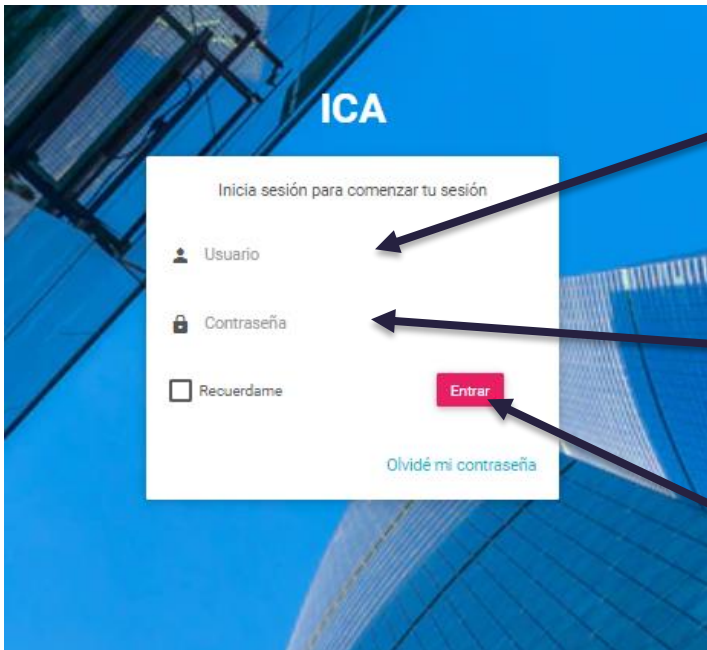 ICA
Inicia sesión para comenzar tu sesión
Usuario
Contraseña
Recuerdame
Entrar
Olvidé mi contraseña